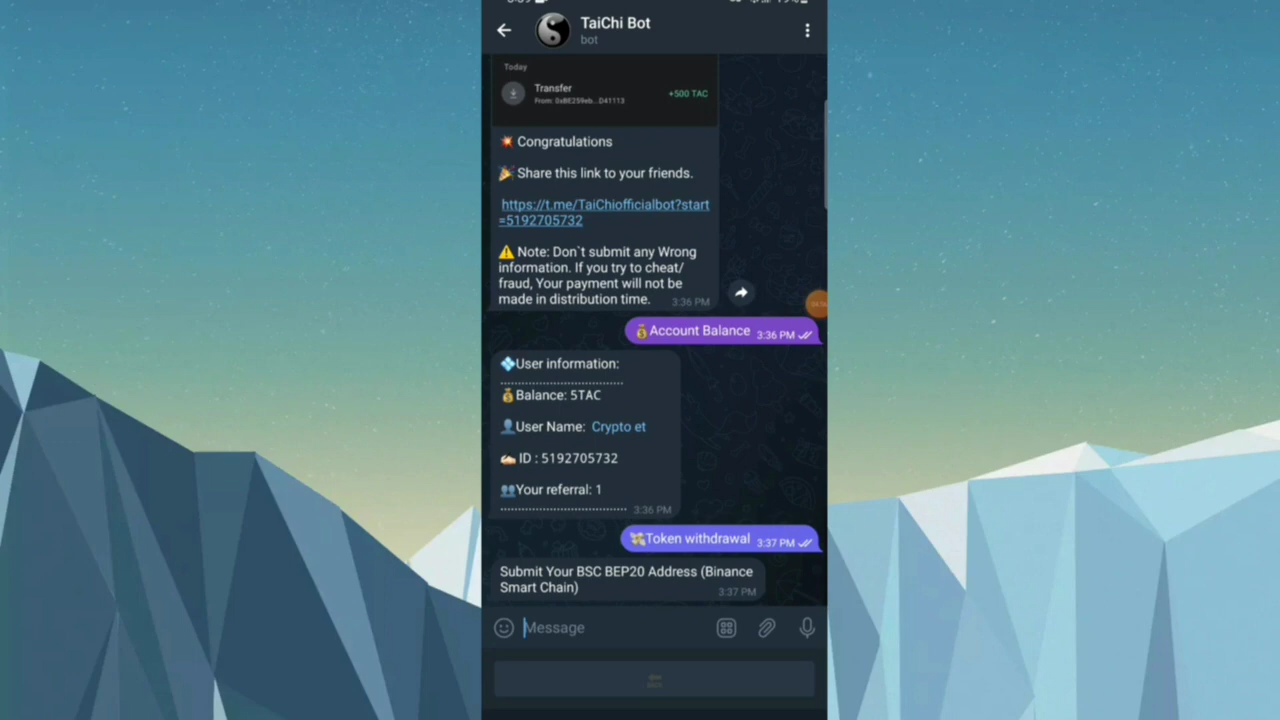 TaiChi Bot
bot
Today
Transfer
+500 TAC
💥 Congratulations
🎉Share this link to your friends.
https://t.me/TaiChiofficialbot?start
=5192705732
⚠️ Note: Don`t submit any Wrong
information. If you try to cheat/
fraud, Your payment will not be
made in distribution time.
3:36 PM
💰Account Balance 3:36 PM
💠User information:
💰Balance: 5TAC
👤User Name: Crypto et
✍🏻 ID : 5192705732
👥Your referral: 1
3:36 PM
💸Token withdrawal 3:37 PM
Submit Your BSC BEP20 Address (Binance
Smart Chain)
3:37 PM
Message